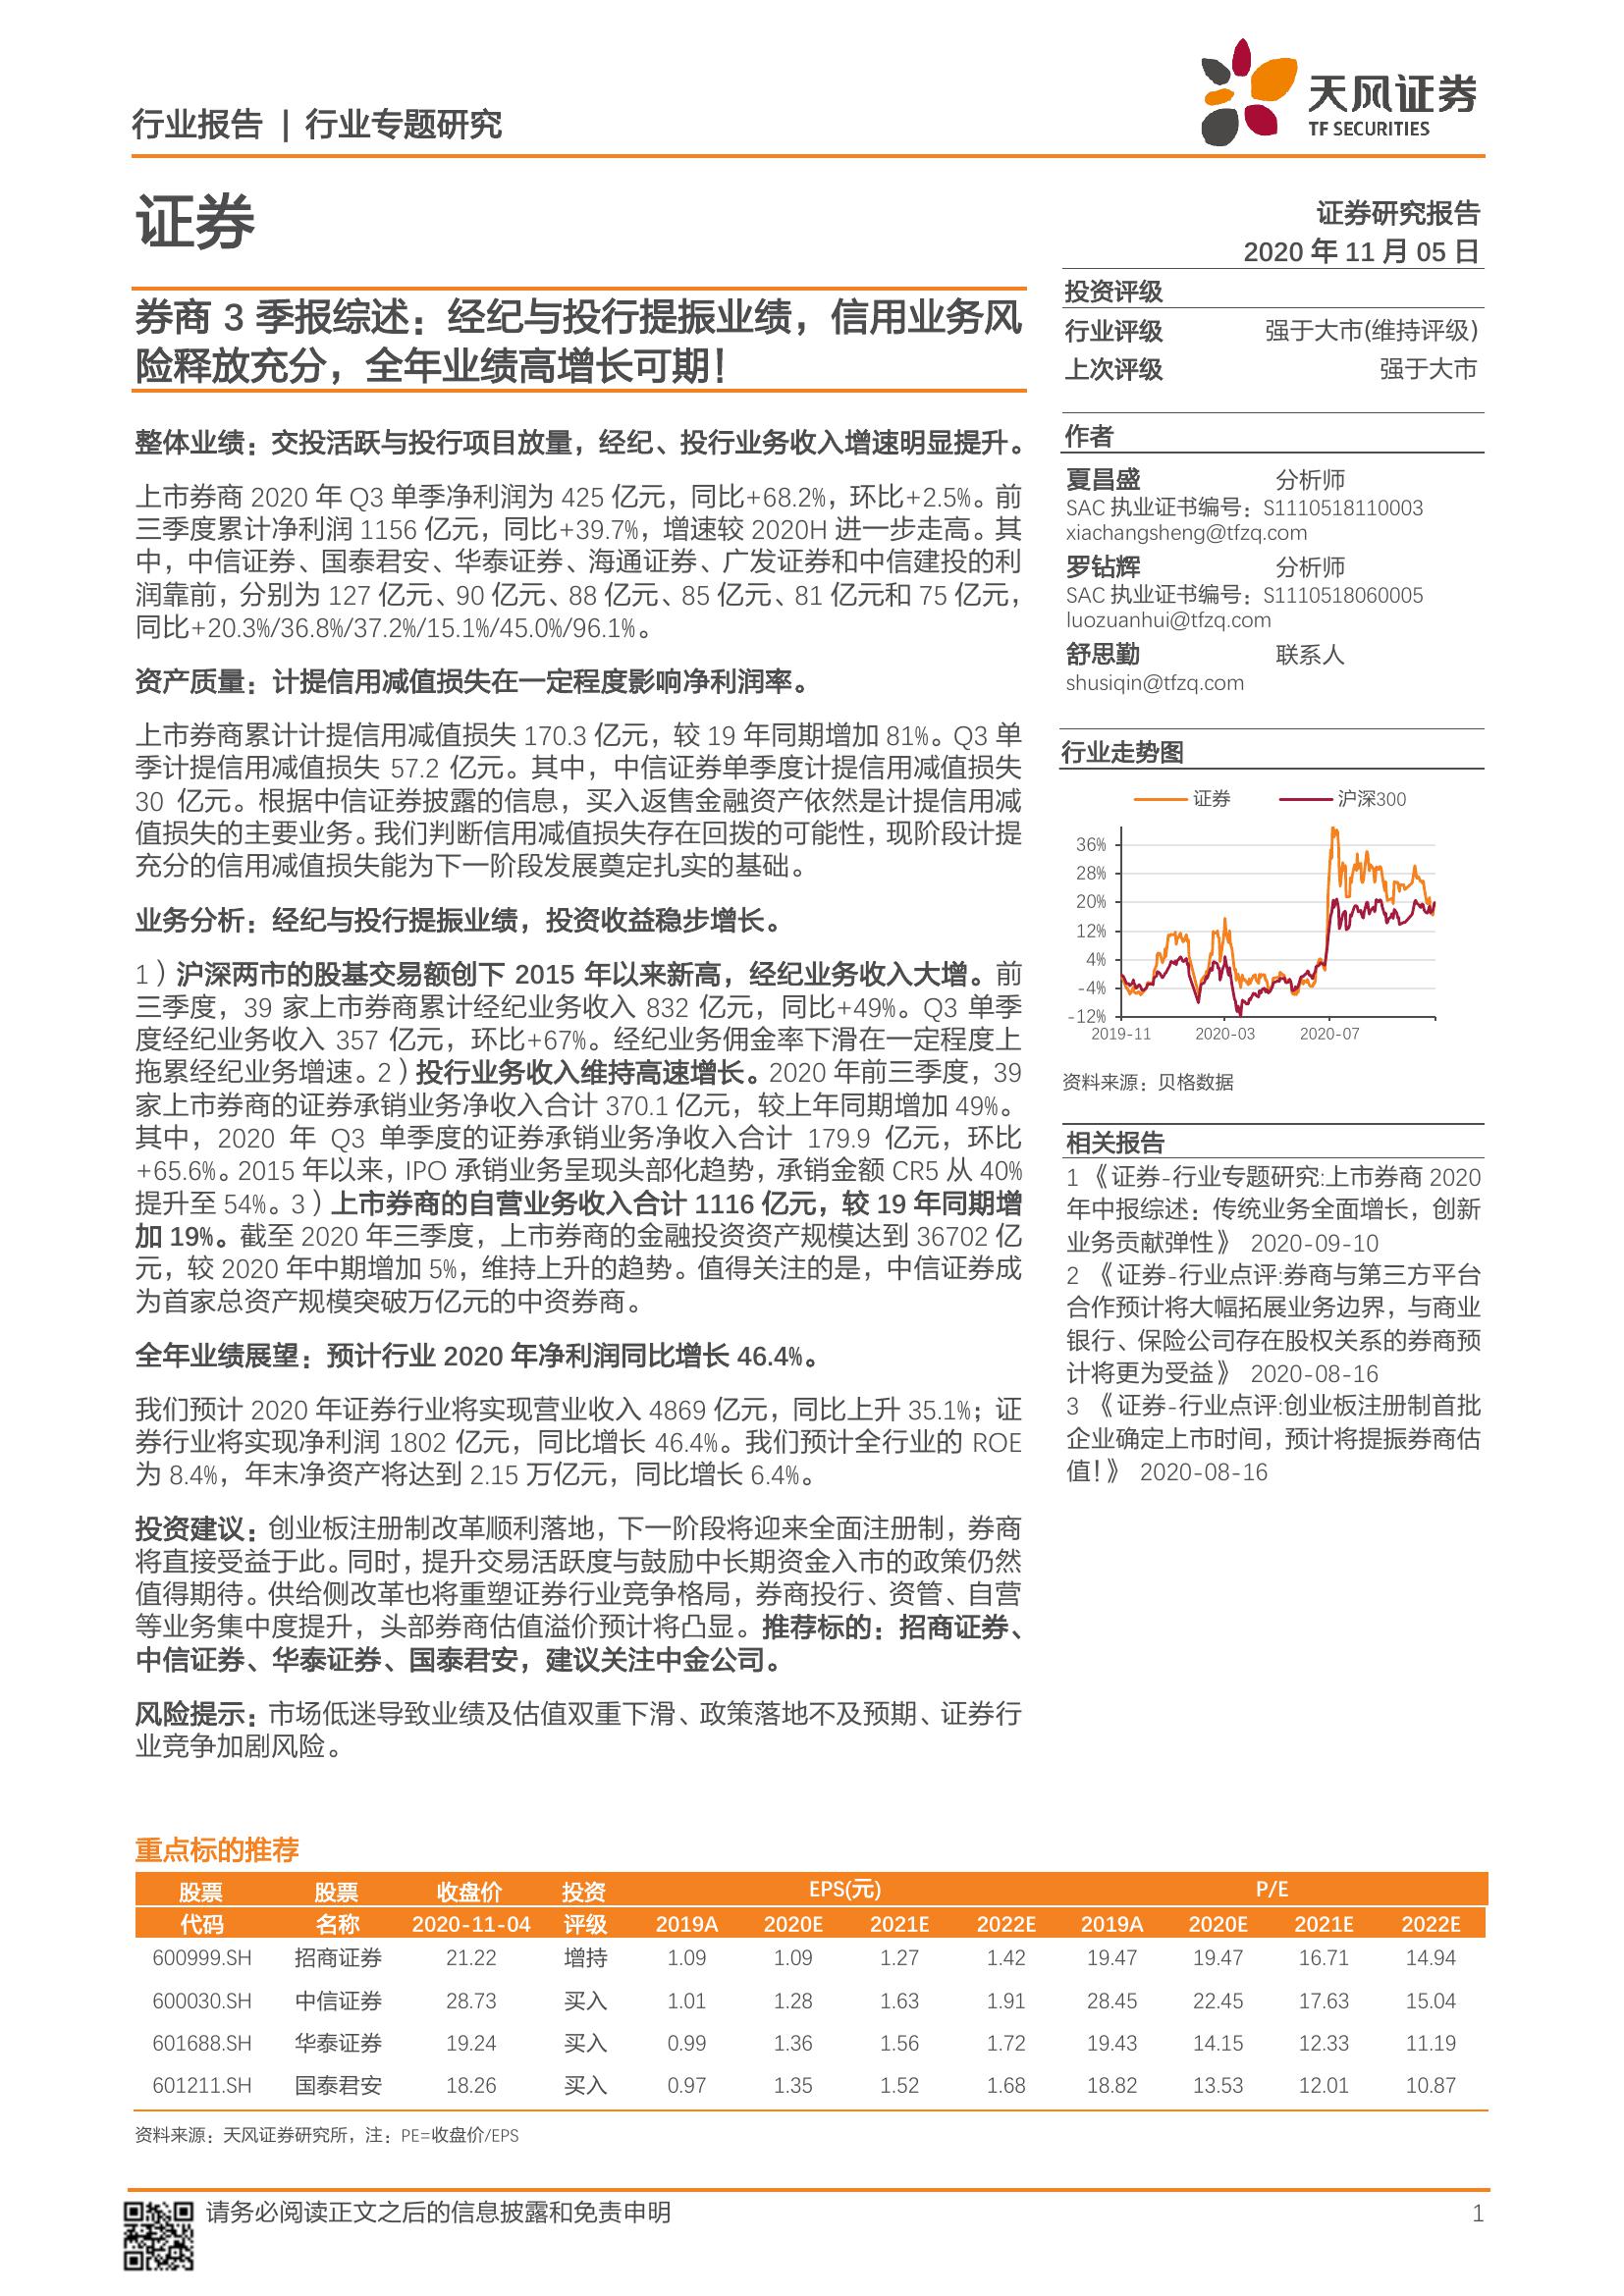 行业报告 | 行业专题研究
天风证券
TF SECURITIES
证券
证券研究报告
2020 年 11 月 05 日
券商 3 季报综述：经纪与投行提振业绩，信用业务风
险释放充分，全年业绩高增长可期！
整体业绩：交投活跃与投行项目放量，经纪、投行业务收入增速明显提升。
上市券商 2020 年 Q3 单季净利润为 425 亿元，同比+68.2%，环比+2.5%。前
三季度累计净利润 1156 亿元，同比+39.7%，增速较 2020H 进一步走高。其
中，中信证券、国泰君安、华泰证券、海通证券、广发证券和中信建投的利
润靠前，分别为 127 亿元、90 亿元、88 亿元、85 亿元、81 亿元和 75 亿元，
同比+20.3%/36.8%/37.2%/15.1%/45.0%/96.1%。
资产质量：计提信用减值损失在一定程度影响净利润率。
上市券商累计计提信用减值损失 170.3 亿元，较 19 年同期增加 81%。Q3 单
季计提信用减值损失 57.2 亿元。其中，中信证券单季度计提信用减值损失
30 亿元。根据中信证券披露的信息，买入返售金融资产依然是计提信用减
值损失的主要业务。我们判断信用减值损失存在回拨的可能性，现阶段计提
充分的信用减值损失能为下一阶段发展奠定扎实的基础。
业务分析：经纪与投行提振业绩，投资收益稳步增长。
1）沪深两市的股基交易额创下 2015 年以来新高，经纪业务收入大增。前
三季度，39 家上市券商累计经纪业务收入 832 亿元，同比+49%。Q3 单季
度经纪业务收入 357 亿元，环比+67%。经纪业务佣金率下滑在一定程度上
拖累经纪业务增速。2）投行业务收入维持高速增长。2020 年前三季度，39
家上市券商的证券承销业务净收入合计 370.1 亿元，较上年同期增加 49%。
其中，2020 年 Q3 单季度的证券承销业务净收入合计 179.9 亿元，环比
+65.6%。2015 年以来，IPO 承销业务呈现头部化趋势，承销金额 CR5 从 40%
提升至 54%。3）上市券商的自营业务收入合计 1116 亿元，较 19 年同期增
加 19%。截至 2020 年三季度，上市券商的金融投资资产规模达到 36702 亿
元，较 2020 年中期增加 5%，维持上升的趋势。值得关注的是，中信证券成
为首家总资产规模突破万亿元的中资券商。
全年业绩展望：预计行业 2020 年净利润同比增长 46.4%。
我们预计 2020 年证券行业将实现营业收入 4869 亿元，同比上升 35.1%；证
券行业将实现净利润 1802 亿元，同比增长 46.4%。我们预计全行业的 ROE
为 8.4%，年末净资产将达到 2.15 万亿元，同比增长 6.4%。
投资建议：创业板注册制改革顺利落地，下一阶段将迎来全面注册制，券商
将直接受益于此。同时，提升交易活跃度与鼓励中长期资金入市的政策仍然
值得期待。供给侧改革也将重塑证券行业竞争格局，券商投行、资管、自营
等业务集中度提升，头部券商估值溢价预计将凸显。推荐标的：招商证券、
中信证券、华泰证券、国泰君安，建议关注中金公司。
风险提示：市场低迷导致业绩及估值双重下滑、政策落地不及预期、证券行
业竞争加剧风险。
投资评级
行业评级 强于大市(维持评级)
上次评级 强于大市
作者
夏昌盛 分析师
SAC 执业证书编号：S1110518110003
xiachangsheng@tfzq.com
罗钻辉 分析师
SAC 执业证书编号：S1110518060005
luozuanhui@tfzq.com
舒思勤 联系人
shusiqin@tfzq.com
行业走势图
证券 沪深300
36%
28%
20%
12%
4%
-4%
-12%
2019-11 2020-03 2020-07
资料来源：贝格数据
相关报告
1 《证券-行业专题研究:上市券商 2020
年中报综述：传统业务全面增长，创新
业务贡献弹性》 2020-09-10
2 《证券-行业点评:券商与第三方平台
合作预计将大幅拓展业务边界，与商业
银行、保险公司存在股权关系的券商预
计将更为受益》 2020-08-16
3 《证券-行业点评:创业板注册制首批
企业确定上市时间，预计将提振券商估
值！》 2020-08-16
重点标的推荐
股票 股票 收盘价 投资 EPS(元) P/E
代码 名称 2020-11-04 评级 2019A 2020E 2021E 2022E 2019A 2020E 2021E 2022E
600999.SH 招商证券 21.22 增持 1.09 1.09 1.27 1.42 19.47 19.47 16.71 14.94
600030.SH 中信证券 28.73 买入 1.01 1.28 1.63 1.91 28.45 22.45 17.63 15.04
601688.SH 华泰证券 19.24 买入 0.99 1.36 1.56 1.72 19.43 14.15 12.33 11.19
601211.SH 国泰君安 18.26 买入 0.97 1.35 1.52 1.68 18.82 13.53 12.01 10.87
资料来源：天风证券研究所，注：PE=收盘价/EPS
请务必阅读正文之后的信息披露和免责申明 1